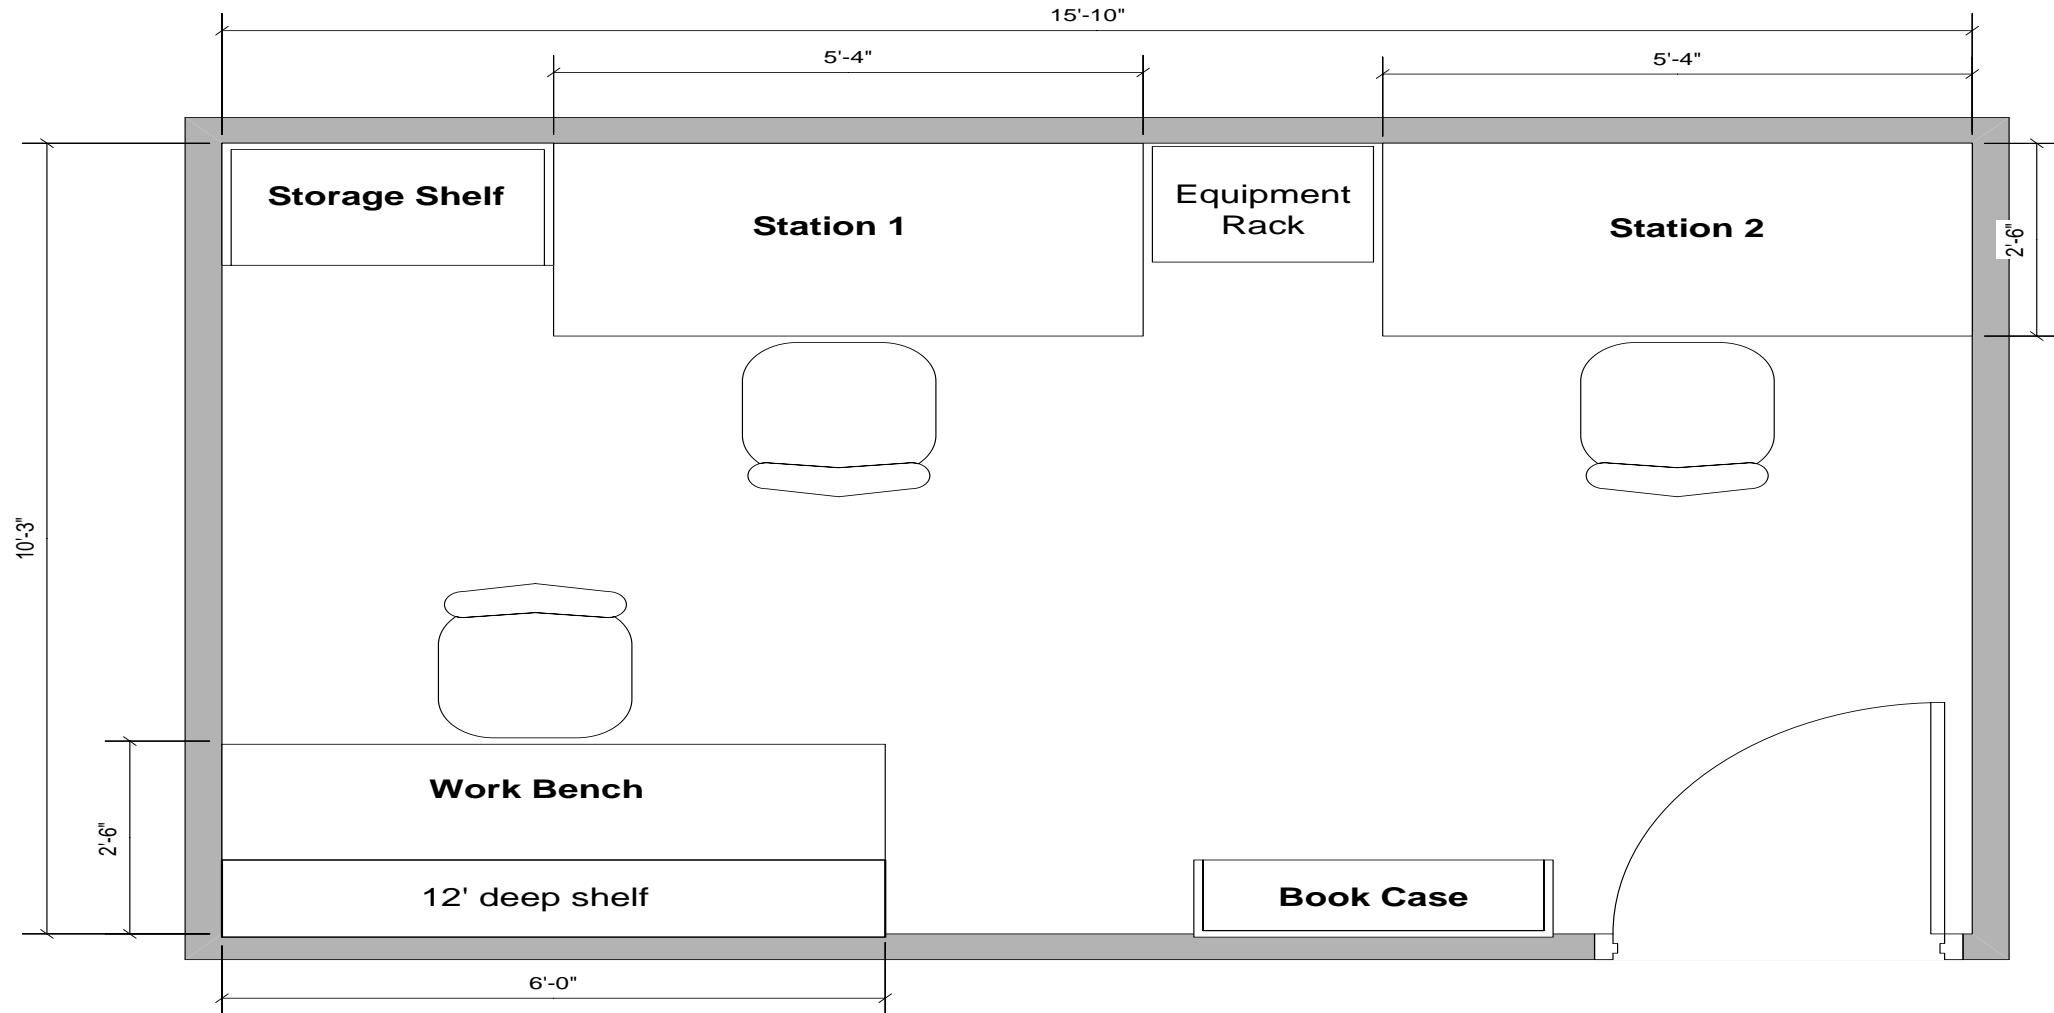 15'-10"
5'-4"
5'-4"
Storage Shelf
Station 1
Equipment
Rack
Station 2
2'-6"
10'-3"
Work Bench
2'-6"
12' deep shelf
Book Case
6'-0"